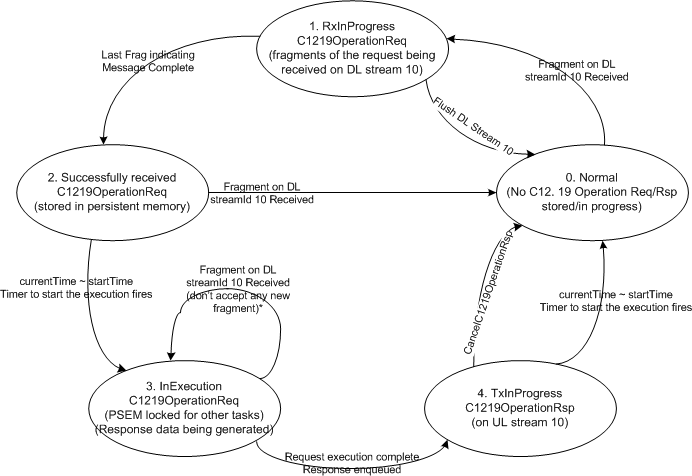 1. RxInProgress
C1219OperationReq
(fragments of the request being
received on DL stream 10)
Last Frag indicating
Message Complete
Fragment on DL
streamId 10 Received
Flush DL Stream 10
2. Successfully received
C1219OperationReq
(stored in persistent memory)
Fragment on DL
streamId 10 Received
0. Normal
(No C12. 19 Operation Req/Rsp
stored/in progress)
currentTime ~ startTime
Timer to start the execution fires
Fragment on DL
streamId 10 Received
(don't accept any new
fragment)*
CancelC1219OperationRsp
currentTime ~ startTime
Timer to start the execution fires
3. InExecution
C1219OperationReq
(PSEM locked for other tasks)
(Response data being generated)
4. TxInProgress
C1219OperationRsp
(on UL stream 10)
Request execution complete
Response enqueued